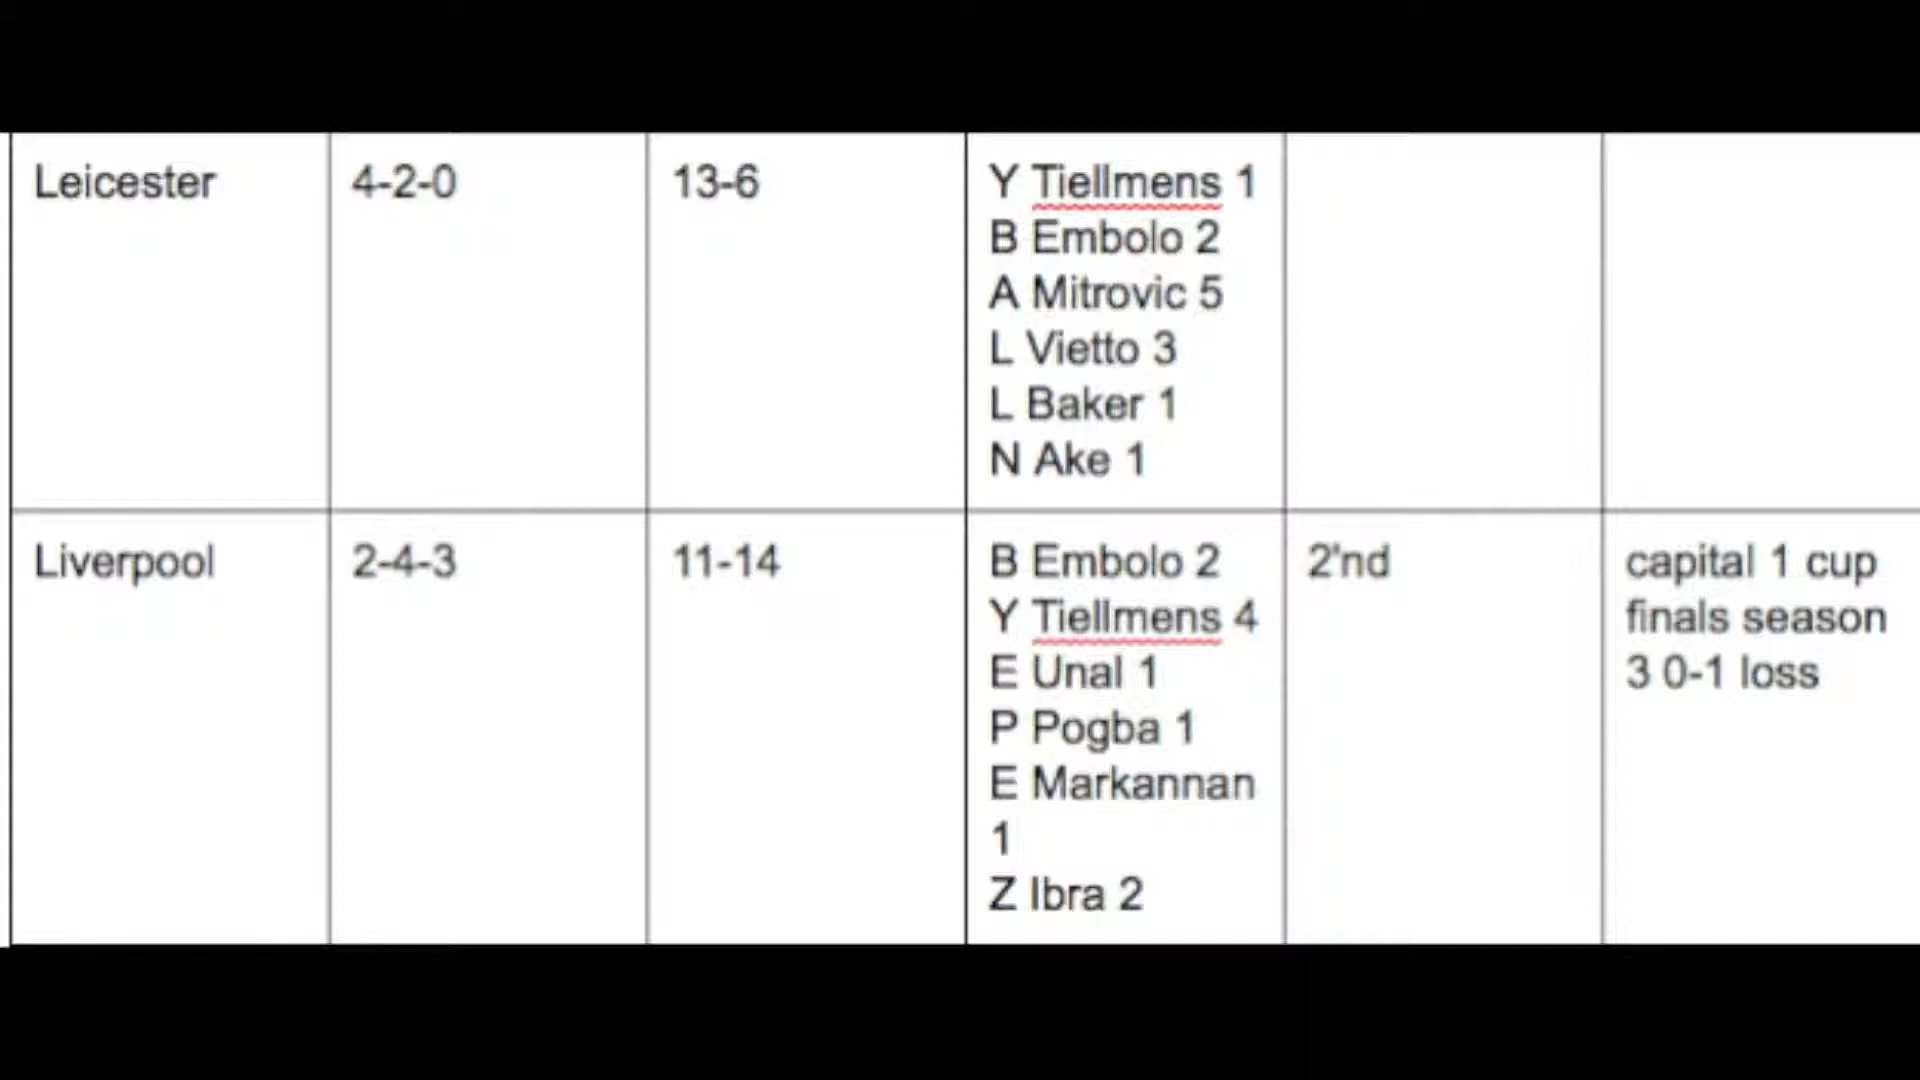 Leicester 4-2-0 13-6 Y Tiellmens 1
B Embolo 2
A Mitrovic 5
L Vietto 3
L Baker 1
N Ake 1
Liverpool 2-4-3 11-14 B Embolo 2 2'nd capital 1 cup
Y Tiellmens 4 finals season
E Unal 1 3 0-1 loss
P Pogba 1
E Markannan
1
Z Ibra 2